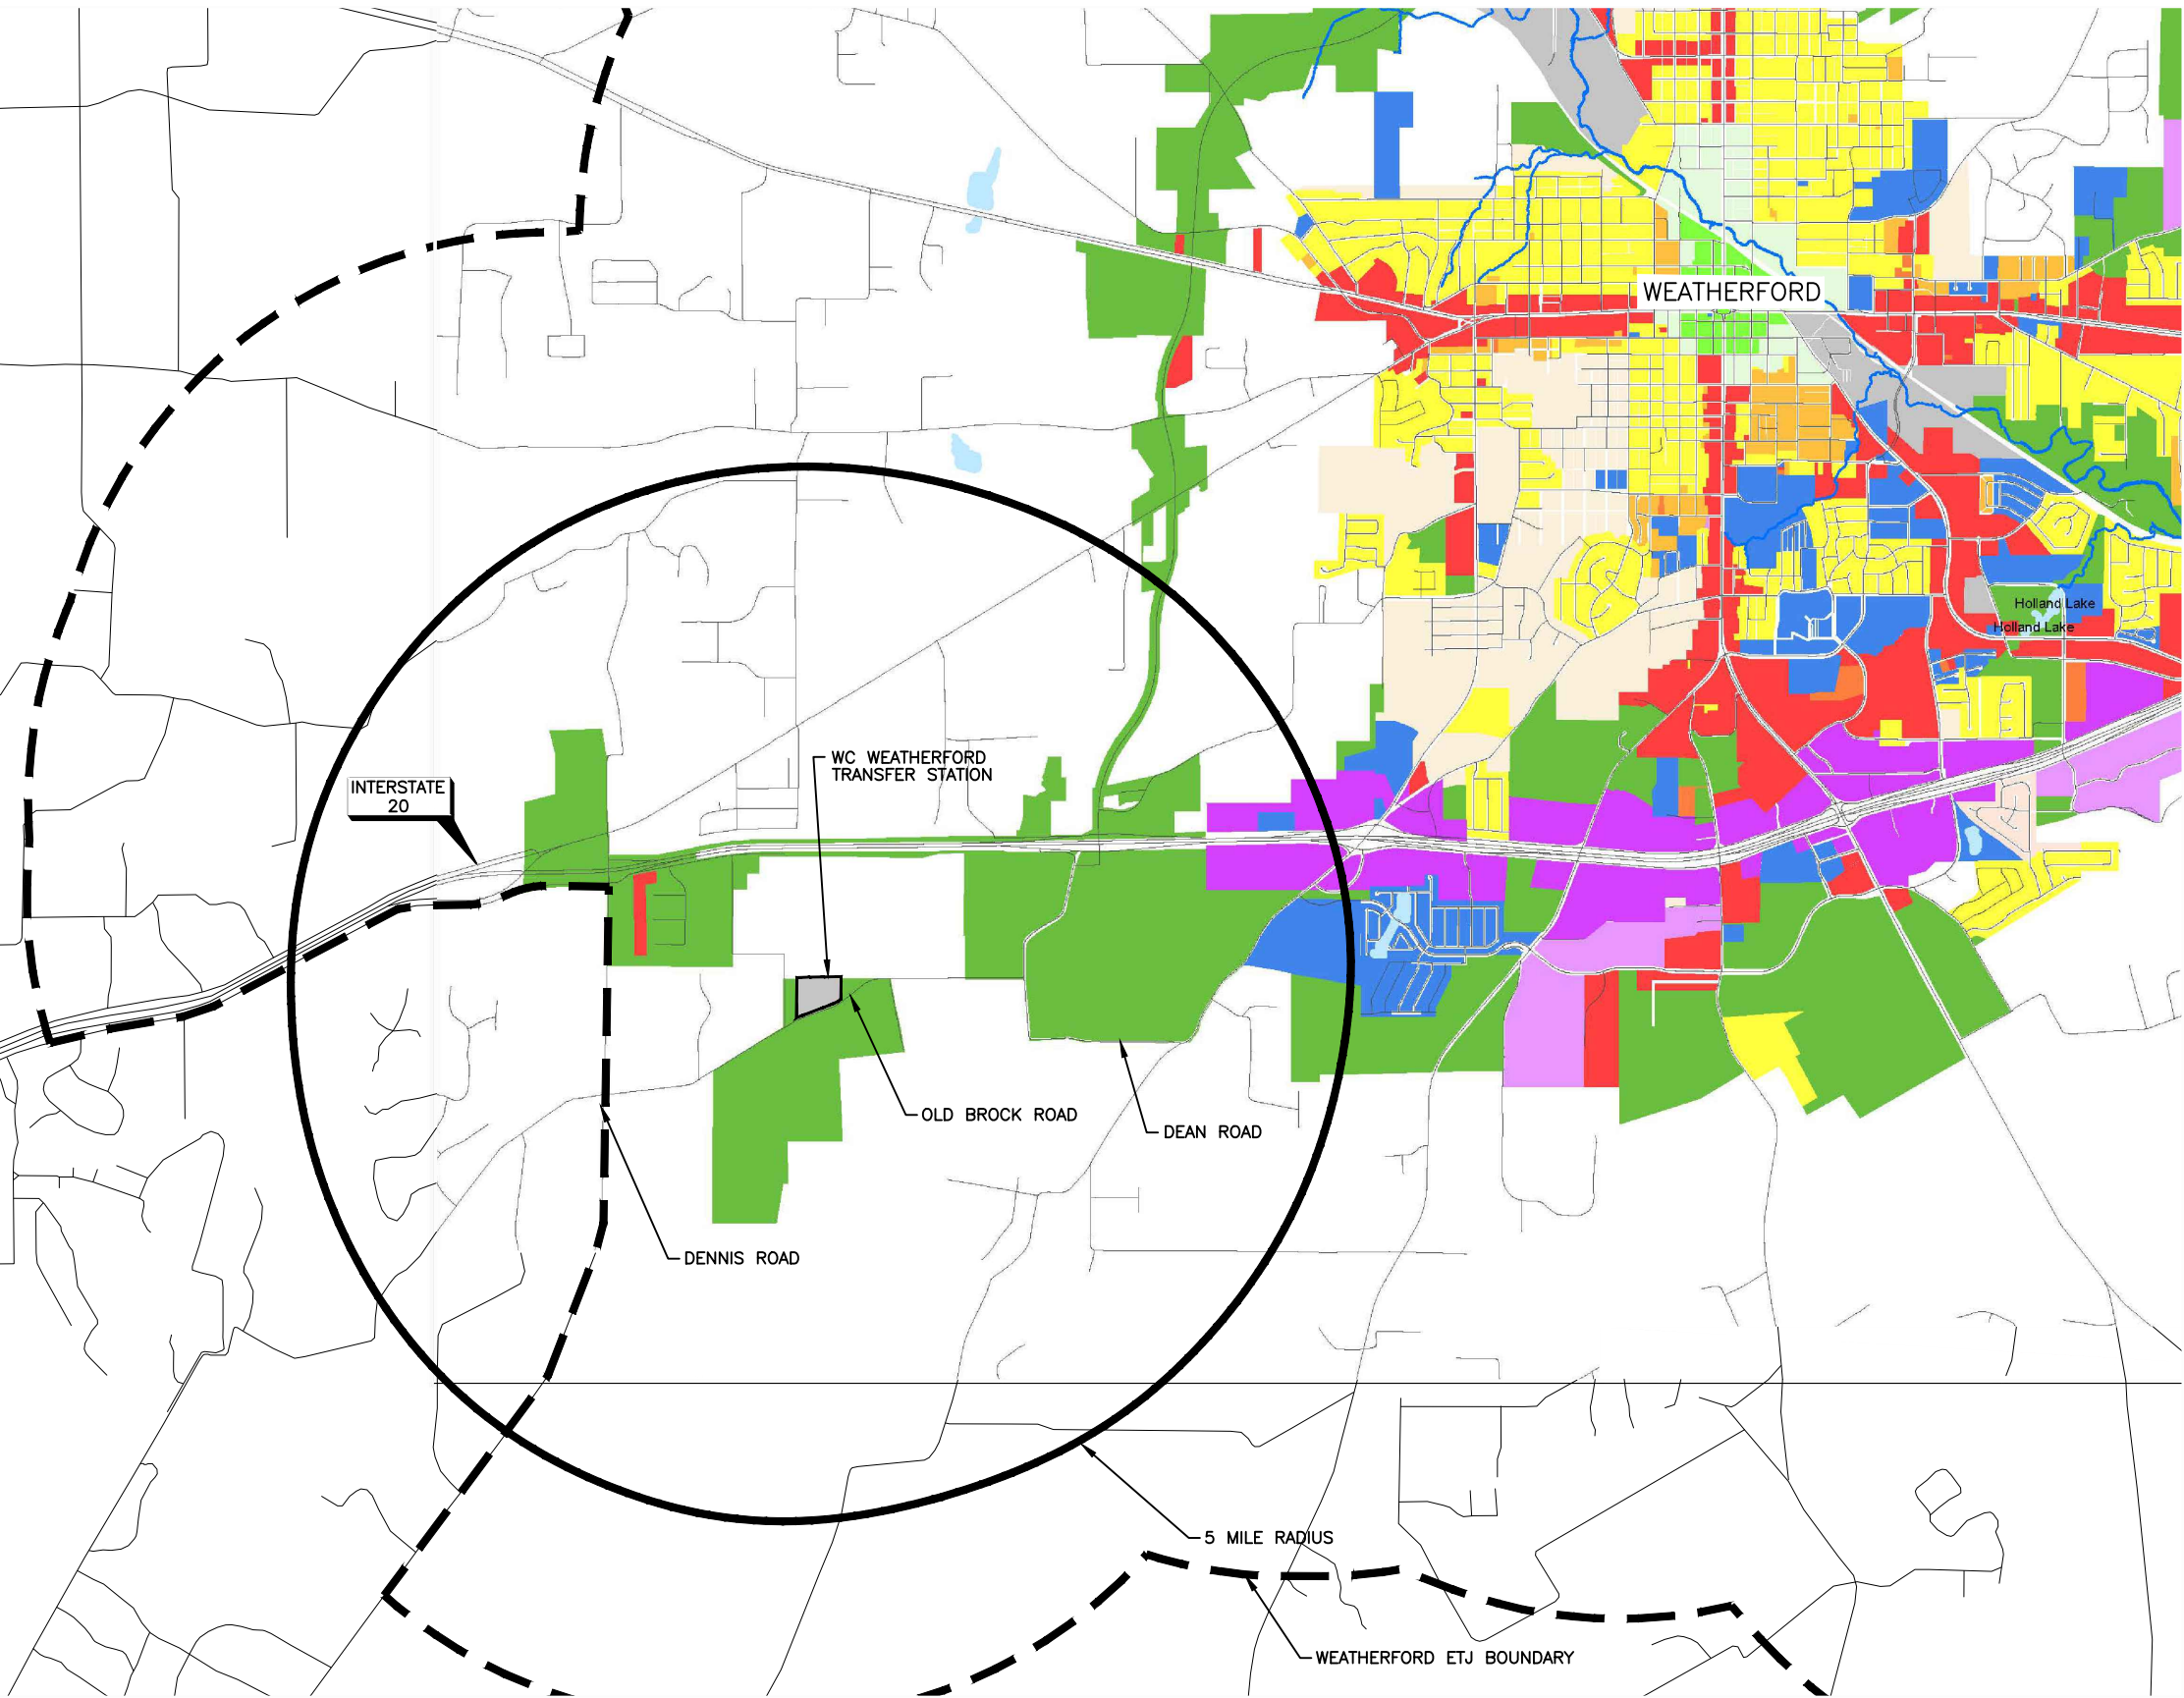 WEATHERFORD
Holland Lake
Holland Lake
WC WEATHERFORD
TRANSFER STATION
INTERSTATE
20
OLD BROCK ROAD
DEAN ROAD
DENNIS ROAD
5 MILE RADIUS
WEATHERFORD ETJ BOUNDARY